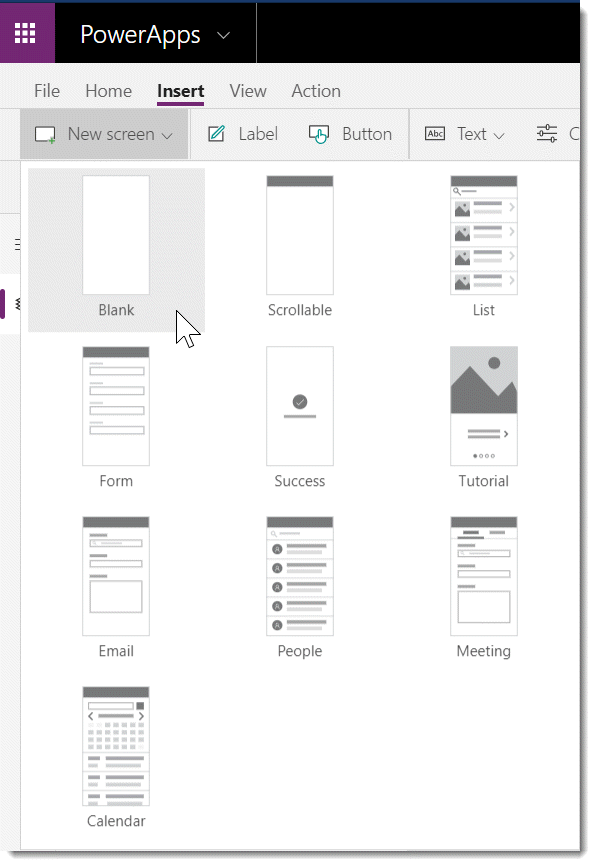 PowerApps
File Home Insert View Action
New screen Label Button Abc Text C
Blank Scrollable List
Form Success Tutorial
Email People Meeting
Calendar